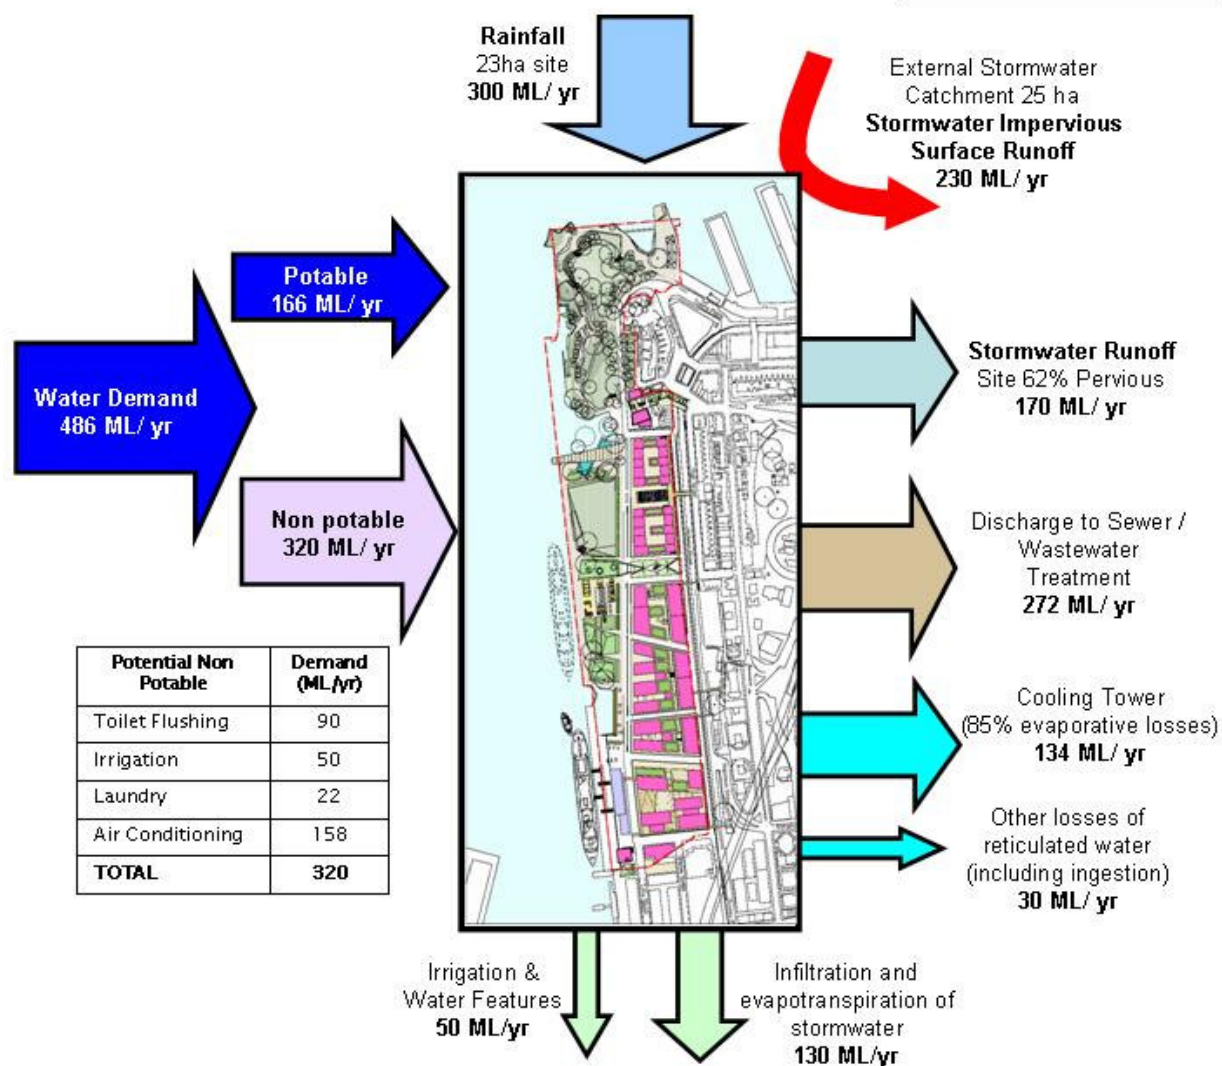 Rainfall
23ha site
300 ML/ yr
External Stormwater
Catchment 25 ha
Stormwater Impervious
Surface Runoff
230 ML/ yr
Potable
166 ML/ yr
Water Demand
486 ML/ yr
Non potable
320 ML/ yr
Stormwater Runoff
Site 62% Pervious
170 ML/ yr
Discharge to Sewer /
Wastewater
Treatment
272 ML/ yr
Cooling Tower
(85% evaporative losses)
134 ML/ yr
Other losses of
reticulated water
(including ingestion)
30 ML/ yr
Potential Non Demand
Potable (ML/yr)
Toilet Flushing 90
Irrigation 50
Laundry 22
Air Conditioning 158
TOTAL 320
Irrigation &
Water Features
50 ML/yr
Infiltration and
evapotranspiration of
stormwater
130 ML/yr